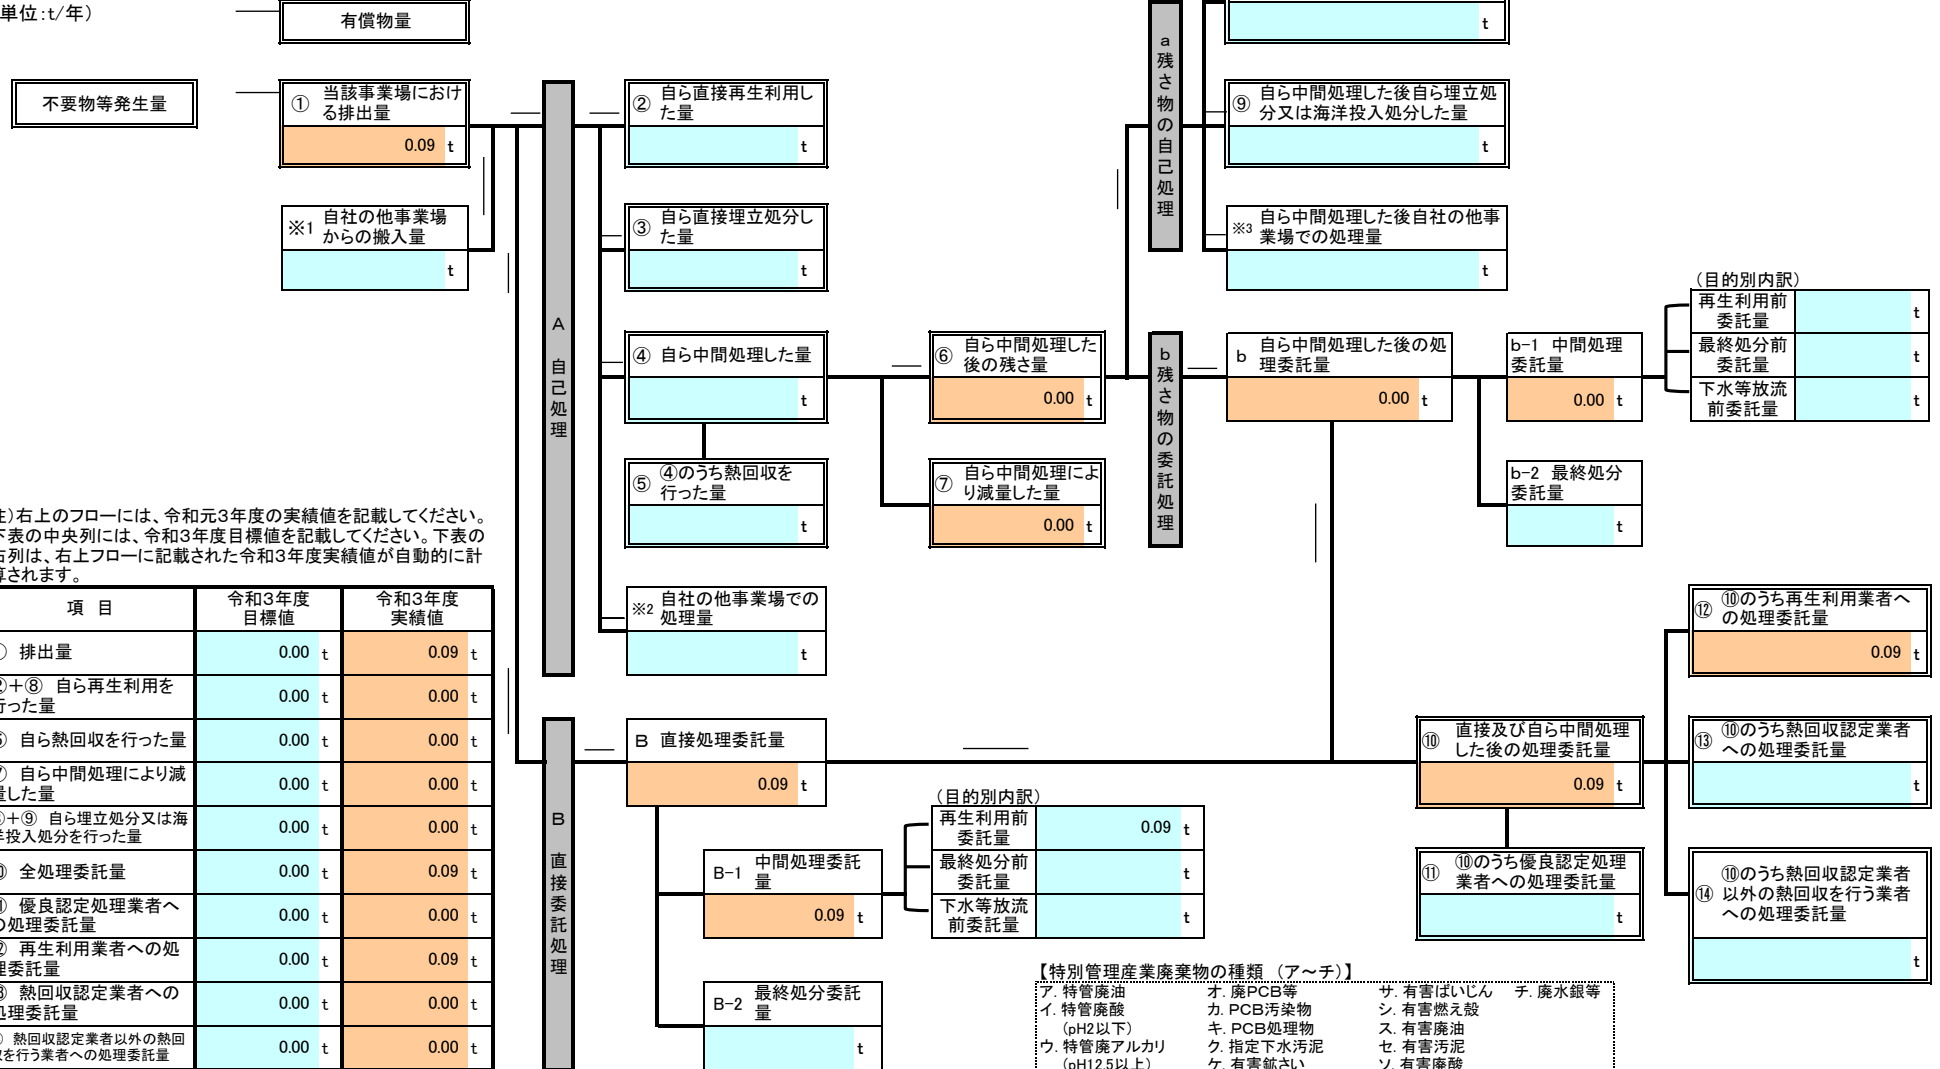 単位：t/年）
有償物量
t
不要物等発生量
① 当該事業場におけ
る排出量
0.09 t
※1 自社の他事業場
からの搬入量
t
A 自己処理
② 自ら直接再生利用し
た量
t
③ 自ら直接埋立処分し
た量
t
④ 自ら中間処理した量
t
⑤ ④のうち熱回収を
行った量
t
※2 自社の他事業場での
処理量
t
⑥ 自ら中間処理した
後の残さ量
0.00 t
⑦ 自ら中間処理によ
り減量した量
0.00 t
a 残さ物の自己処理
⑨ 自ら中間処理した後自ら埋立処
分又は海洋投入処分した量
t
※3 自ら中間処理した後自社の他事
業場での処理量
t
b 残さ物の委託処理
b 自ら中間処理した後の処
理委託量
0.00 t
b-1 中間処理
委託量
0.00 t
b-2 最終処分
委託量
t
（目的別内訳）
再生利用前
委託量
t
最終処分前
委託量
t
下水等放流
前委託量
t
）右上のフローには、令和元3年度の実績値を記載してください。
下表の中央列には、令和3年度目標値を記載してください。下表の
右列は、右上フローに記載された令和3年度実績値が自動的に計
算されます。
項 目 令和3年度
目標値 令和3年度
実績値
排出量 0.00 t 0.09 t
②＋⑧ 自ら再生利用を
行った量 0.00 t 0.00 t
自ら熱回収を行った量 0.00 t 0.00 t
自ら中間処理により減
量した量 0.00 t 0.00 t
＋⑨ 自ら埋立処分又は海
洋投入処分を行った量 0.00 t 0.00 t
全処理委託量 0.00 t 0.09 t
優良認定処理業者へ
の処理委託量 0.00 t 0.00 t
再生利用業者への処
理委託量 0.00 t 0.09 t
熱回収認定業者への
処理委託量 0.00 t 0.00 t
熱回収認定業者以外の熱回
収を行う業者への処理委託量 0.00 t 0.00 t
B 直接委託処理
B 直接処理委託量
0.09 t
B-1 中間処理委託
量
0.09 t
B-2 最終処分委託
量
t
（目的別内訳）
再生利用前
委託量
0.09 t
最終処分前
委託量
t
下水等放流
前委託量
t
⑩ 直接及び自ら中間処理
した後の処理委託量
0.09 t
⑪ ⑩のうち優良認定処理
業者への処理委託量
t
⑫ ⑩のうち再生利用業者へ
の処理委託量
0.09 t
⑬ ⑩のうち熱回収認定業者
への処理委託量
t
⑭ ⑩のうち熱回収認定業者
以外の熱回収を行う業者
への処理委託量
t
【特別管理産業廃棄物の種類 （ア～チ）】
ア. 特管廃油 オ. 廃PCB等 サ. 有害ばいじん チ. 廃水銀等
イ. 特管廃酸 カ. PCB汚染物 シ. 有害燃え殻
（pH2以下） キ. PCB処理物 ス. 有害廃油
ウ. 特管廃アルカリ ク. 指定下水汚泥 セ. 有害汚泥
（pH12.5以上） ケ. 有害鉱さい ソ. 有害廃酸